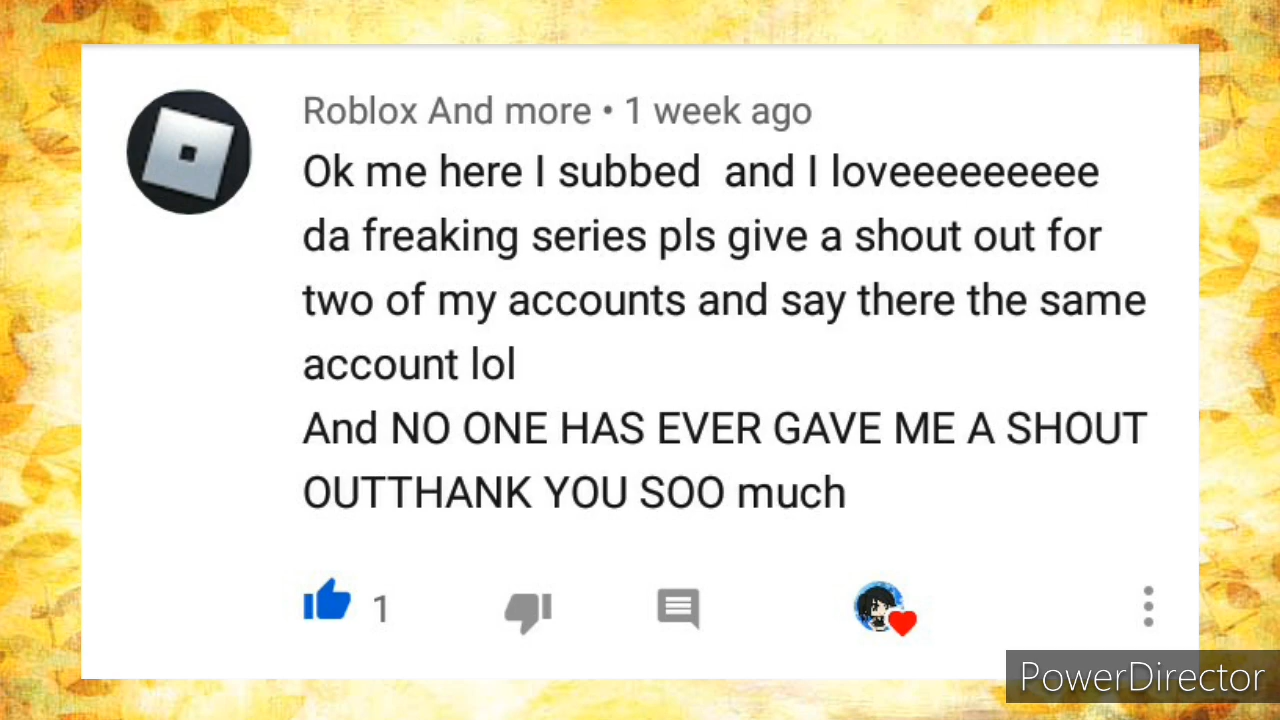 Roblox And more • 1 week ago
Ok me here I subbed  and I loveeeeeeeeee
da freaking series pls give a shout out for
two of my accounts and say there the same
account lol
And NO ONE HAS EVER GAVE ME A SHOUT
OUTTHANK YOU SOO much
1
PowerDirector